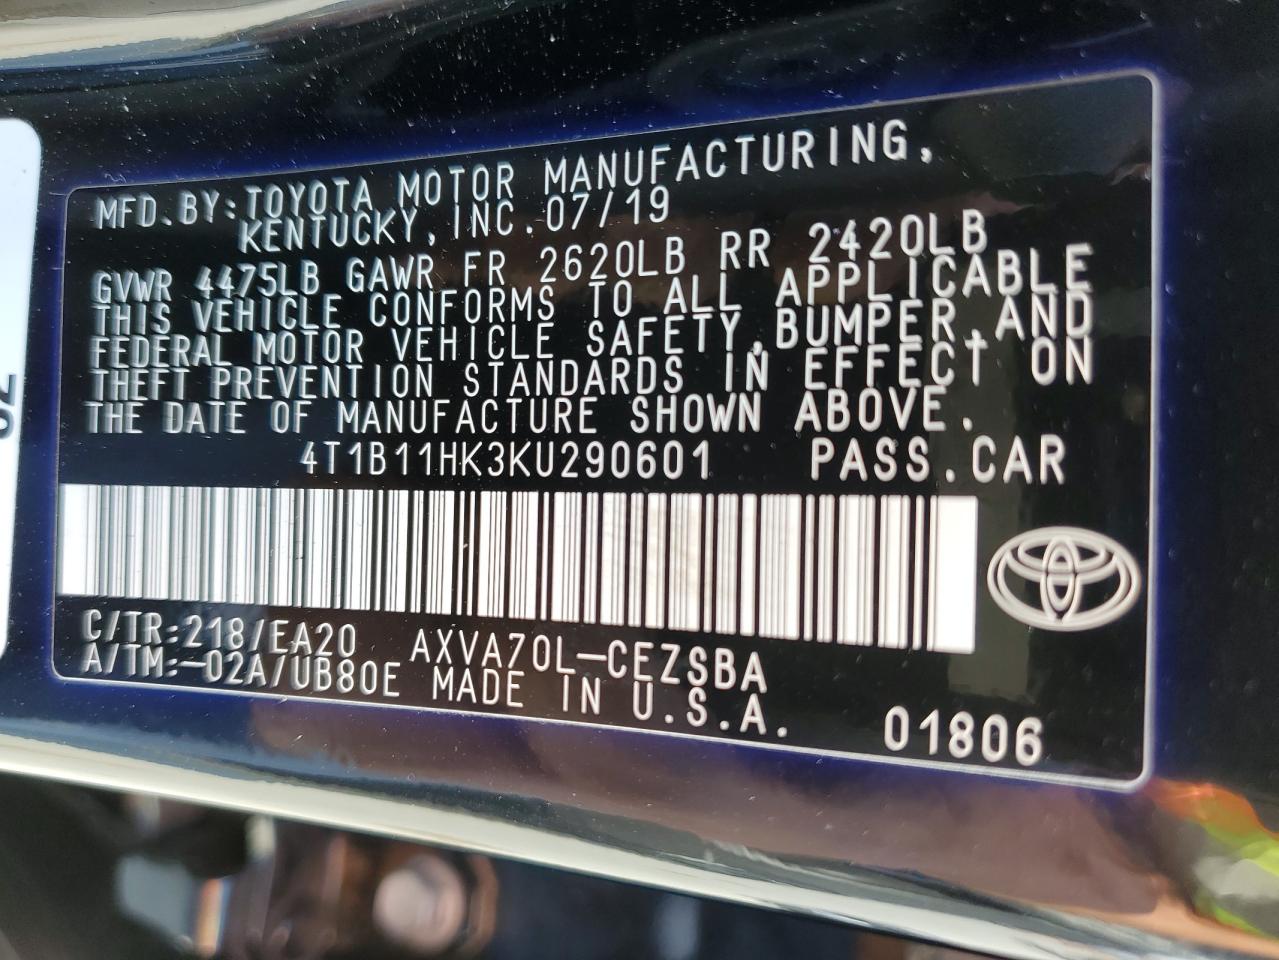 MFD.BY:TOYOTA MOTOR MANUFACTURING,
KENTUCKY,INC.07/19
GVWR 4475LB GAWR FR 2620LB RR 2420LB
THIS VEHICLE CONFORMS TO ALL APPLICABLE
FEDERAL MOTOR VEHICLE SAFETY,BUMPER,AND
THEFT PREVENTION STANDARDS IN EFFECT ON
THE DATE OF MANUFACTURE SHOWN ABOVE.
4T1B11HK3KU290601 PASS.CAR
C/TR:218/EA20 AXVA70L-CEZSBA
A/TM:-02A/UB80E MADE IN U.S.A.
01806